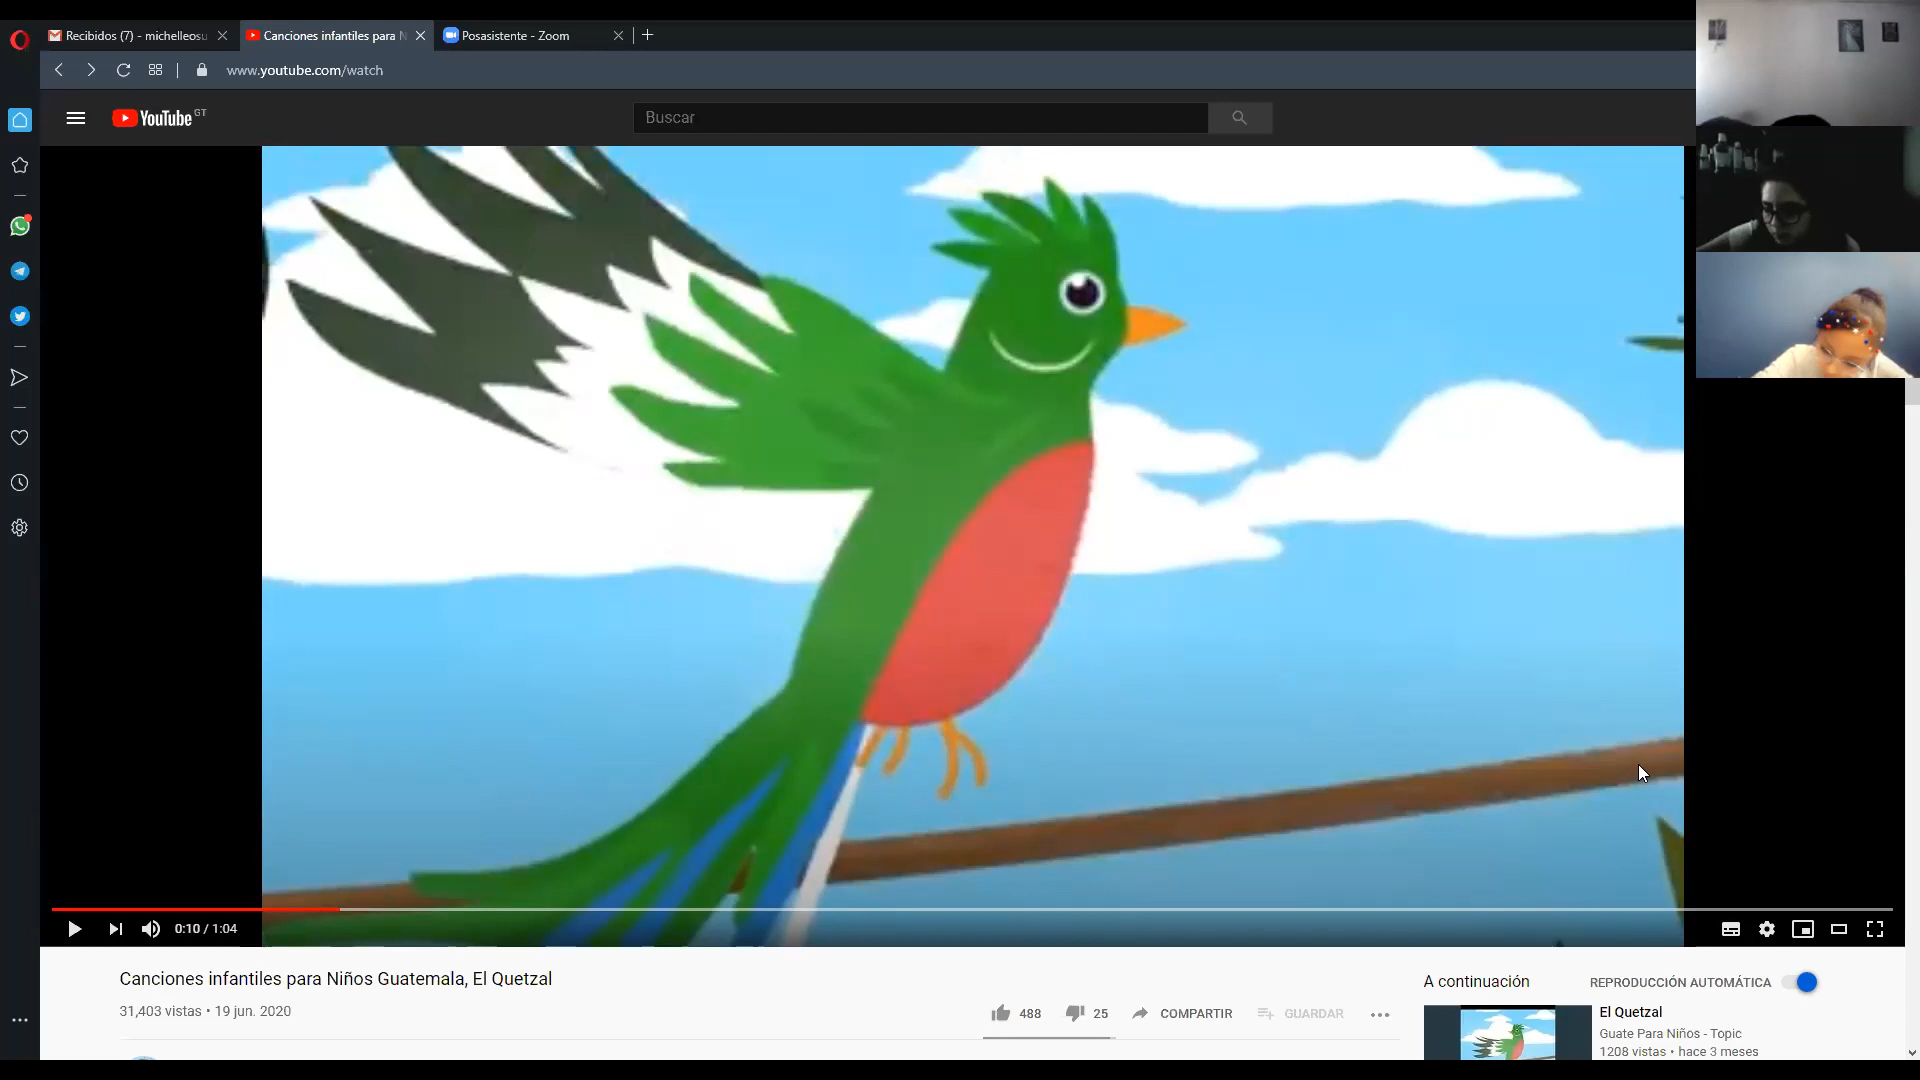 Recibidos (7) - michelleosu
Canciones infantiles para N
Posasistente - Zoom
www.youtube.com/watch
YouTube GT
Buscar
0:10 / 1:04
Canciones infantiles para Niños Guatemala, El Quetzal
31,403 vistas • 19 jun. 2020
488
25
COMPARTIR
GUARDAR
A continuación
REPRODUCCIÓN AUTOMÁTICA
El Quetzal
Guate Para Niños - Topic
1208 vistas • hace 3 meses